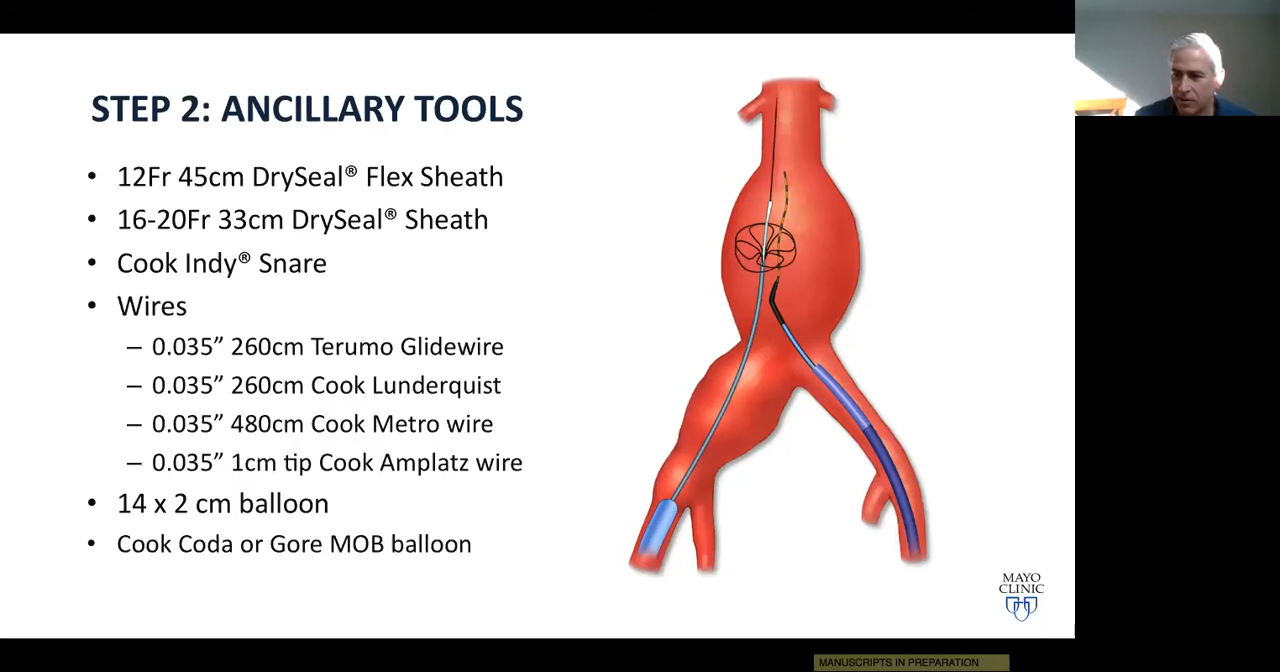 STEP 2: ANCILLARY TOOLS
• 12Fr 45cm DrySeal® Flex Sheath
• 16-20Fr 33cm DrySeal® Sheath
• Cook Indy® Snare
• Wires
– 0.035” 260cm Terumo Glidewire
– 0.035” 260cm Cook Lunderquist
– 0.035” 480cm Cook Metro wire
– 0.035” 1cm tip Cook Amplatz wire
• 14 x 2 cm balloon
• Cook Coda or Gore MOB balloon
MAYO
CLINIC
MANUSCRIPTS IN PREPARATION